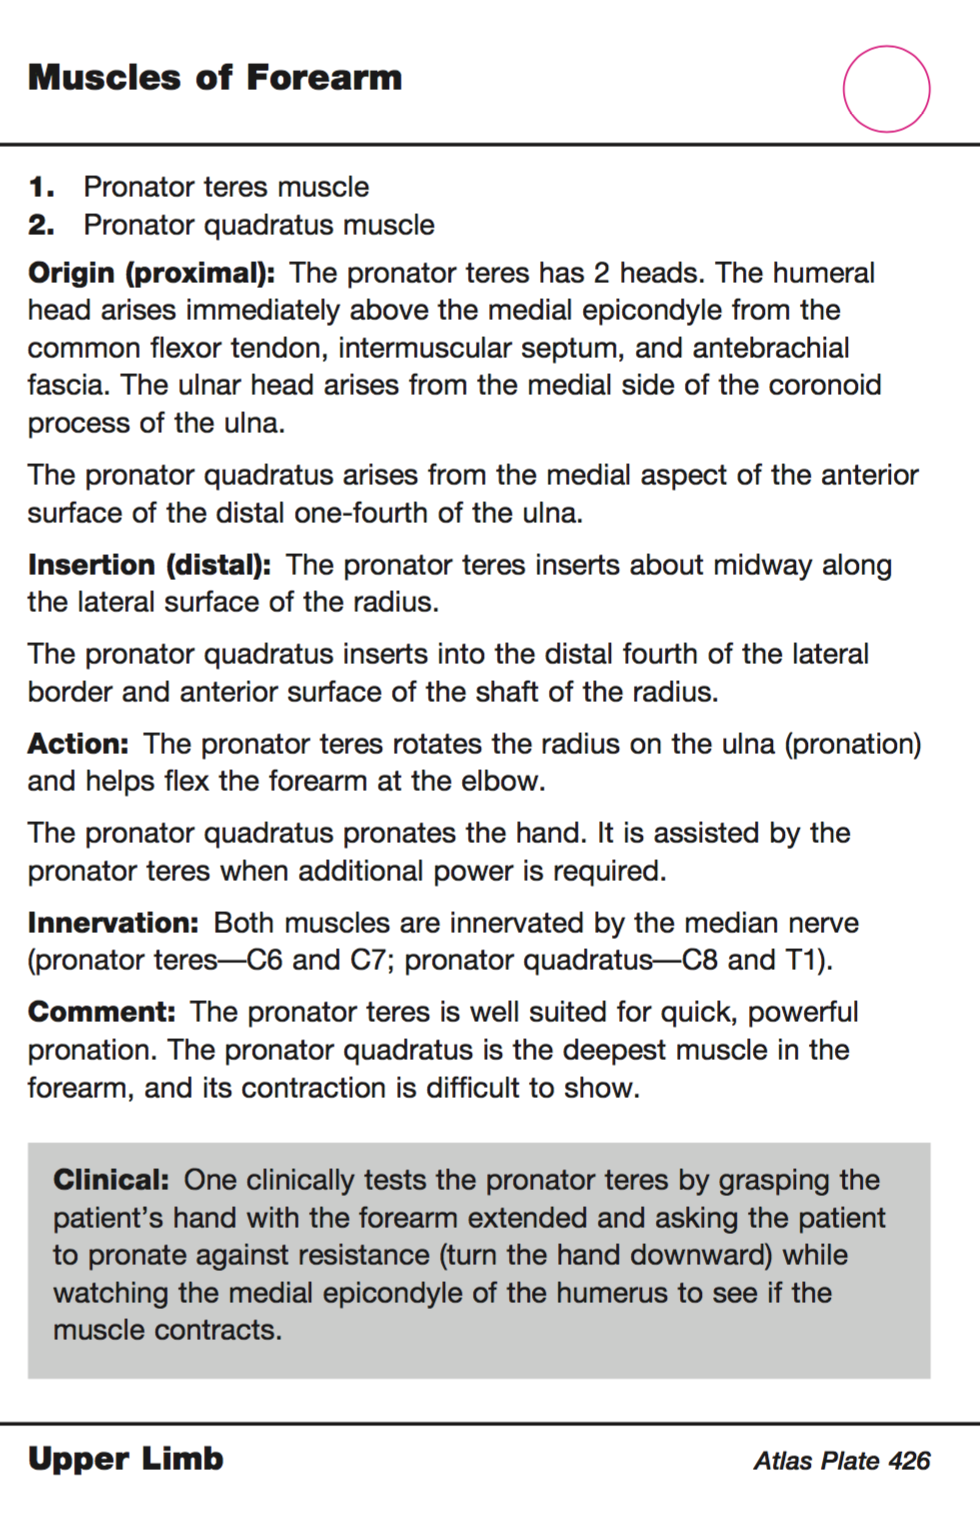 Muscles of Forearm
1. Pronator teres muscle
2. Pronator quadratus muscle
Origin (proximal): The pronator teres has 2 heads. The humeral
head arises immediately above the medial epicondyle from the
common flexor tendon, intermuscular septum, and antebrachial
fascia. The ulnar head arises from the medial side of the coronoid
process of the ulna.
The pronator quadratus arises from the medial aspect of the anterior
surface of the distal one-fourth of the ulna.
Insertion (distal): The pronator teres inserts about midway along
the lateral surface of the radius.
The pronator quadratus inserts into the distal fourth of the lateral
border and anterior surface of the shaft of the radius.
Action: The pronator teres rotates the radius on the ulna (pronation)
and helps flex the forearm at the elbow.
The pronator quadratus pronates the hand. It is assisted by the
pronator teres when additional power is required.
Innervation: Both muscles are innervated by the median nerve
(pronator teres—C6 and C7; pronator quadratus—C8 and T1).
Comment: The pronator teres is well suited for quick, powerful
pronation. The pronator quadratus is the deepest muscle in the
forearm, and its contraction is difficult to show.
Clinical: One clinically tests the pronator teres by grasping the
patient’s hand with the forearm extended and asking the patient
to pronate against resistance (turn the hand downward) while
watching the medial epicondyle of the humerus to see if the
muscle contracts.
Upper Limb
Atlas Plate 426